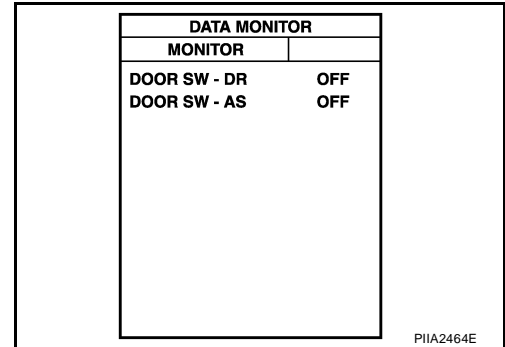 DATA MONITOR
MONITOR
DOOR SW - DR OFF
DOOR SW - AS OFF
PIIA2464E